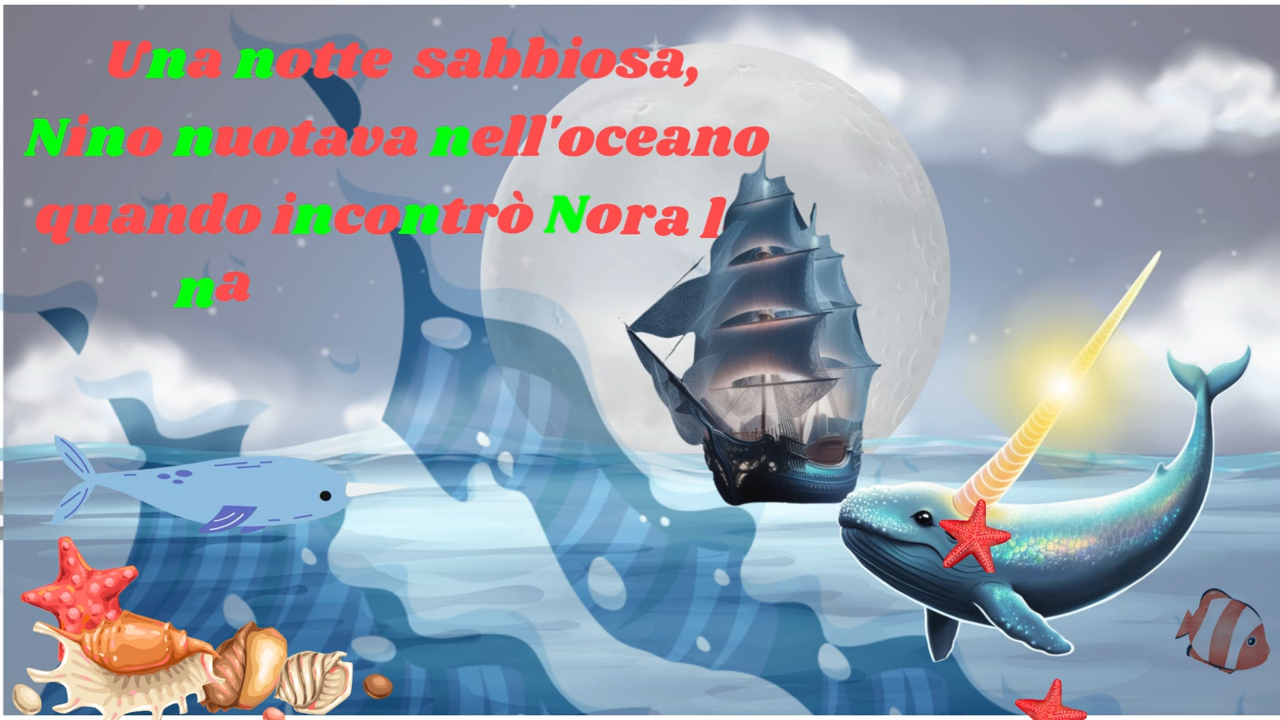 Una notte sabbiosa,
Nino nuotava nell'oceano
quando incontrò Nora l
na